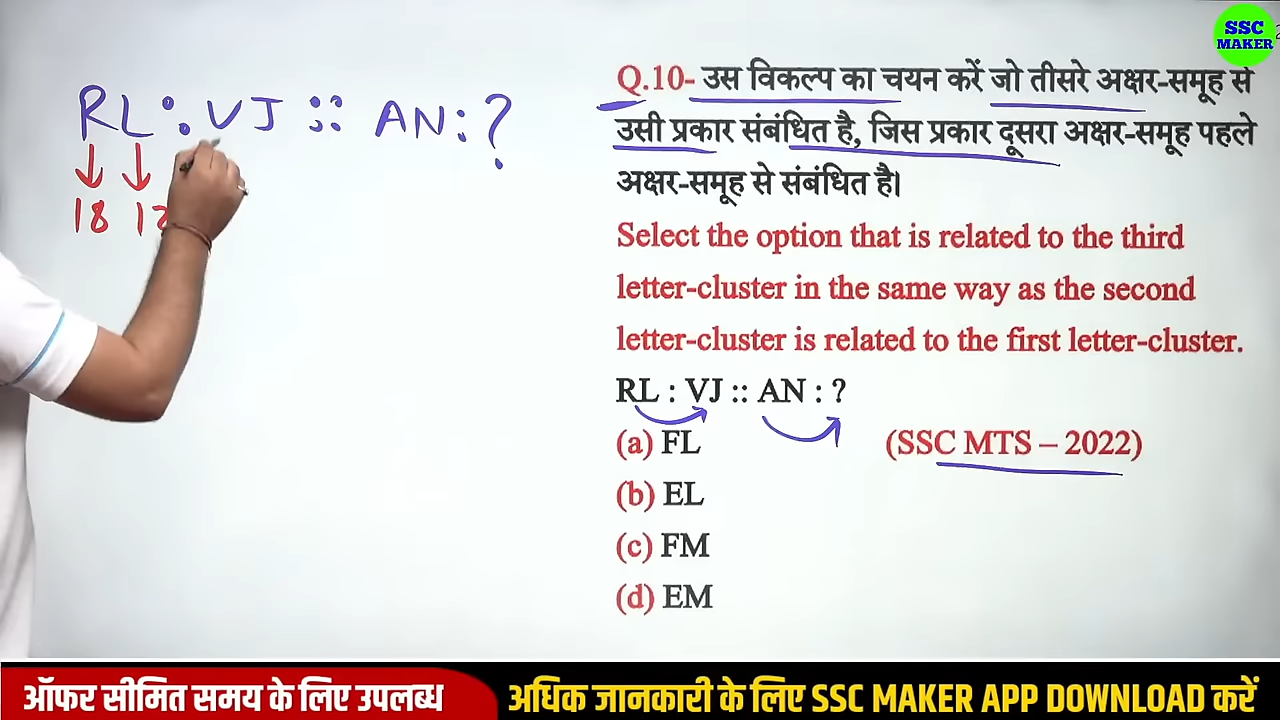 SSC
MAKER
RL : VJ :: AN : ?
18 12
Q.10- उस विकल्प का चयन करें जो तीसरे अक्षर-समूह से
उसी प्रकार संबंधित है, जिस प्रकार दूसरा अक्षर-समूह पहले
अक्षर-समूह से संबंधित है।
Select the option that is related to the third
letter-cluster in the same way as the second
letter-cluster is related to the first letter-cluster.
RL : VJ :: AN : ?
(a) FL (SSC MTS – 2022)
(b) EL
(c) FM
(d) EM
ऑफर सीमित समय के लिए उपलब्ध
अधिक जानकारी के लिए SSC MAKER APP DOWNLOAD करें